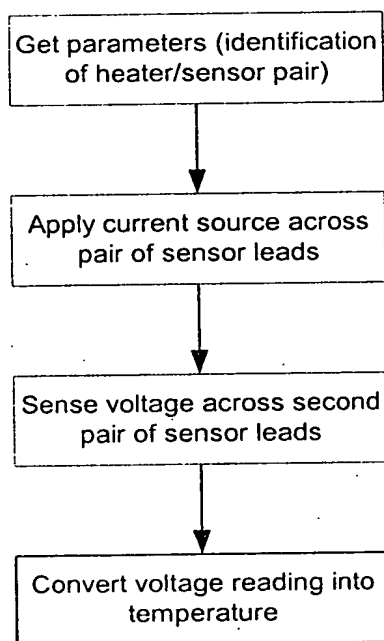 Get parameters (identification
of heater/sensor pair)
Apply current source across
pair of sensor leads
Sense voltage across second
pair of sensor leads
Convert voltage reading into
temperature